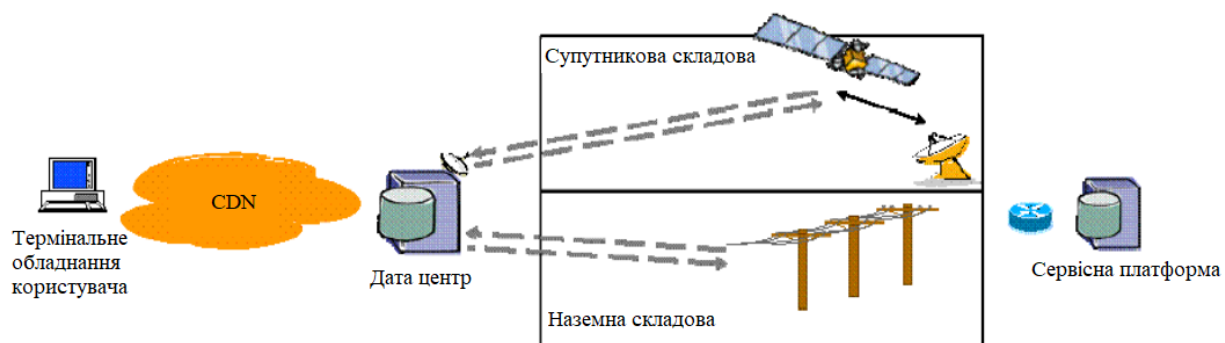 Супутникова складова
CDN
Термінальне
обладнання
користувача
Дата центр
Сервісна платформа
Наземна складова